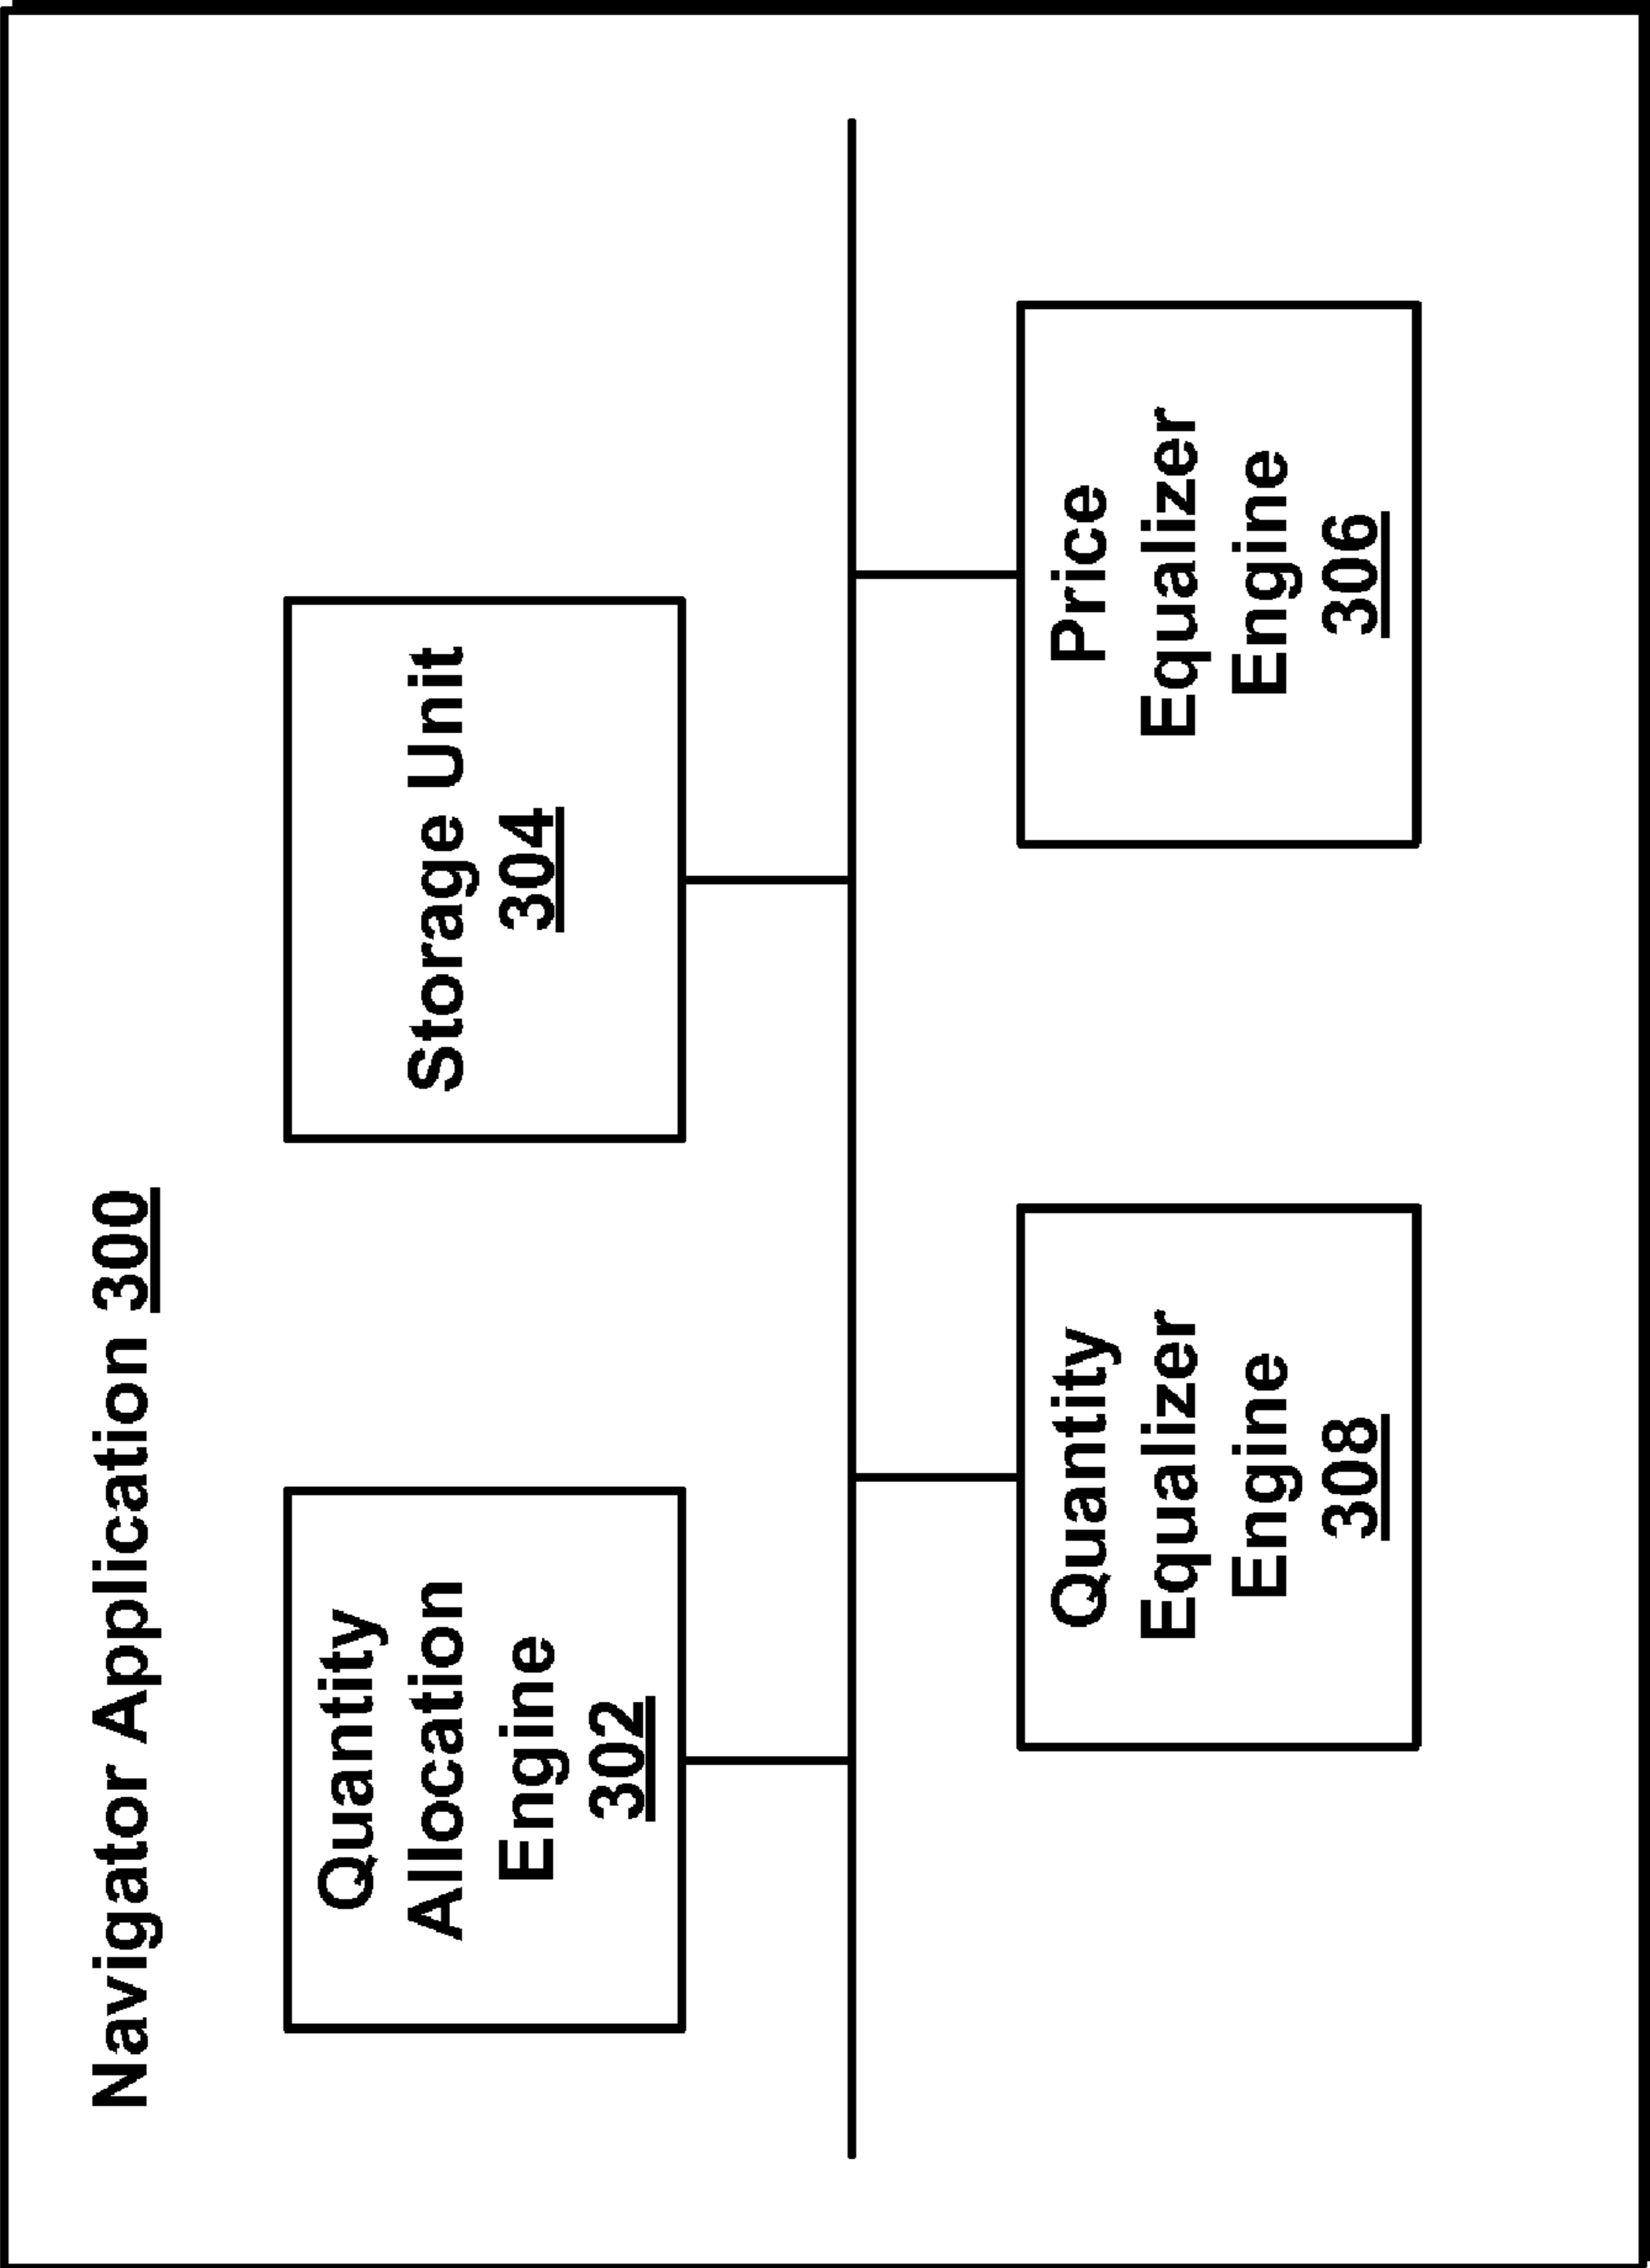 Navigator Application 300
Quantity
Allocation
Engine
302
Storage Unit
304
Quantity
Equalizer
Engine
308
Price
Equalizer
Engine
306